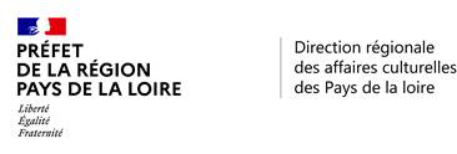 PRÉFET
DE LA RÉGION
PAYS DE LA LOIRE
Liberté
Égalité
Fraternité
Direction régionale
des affaires culturelles
des Pays de la loire